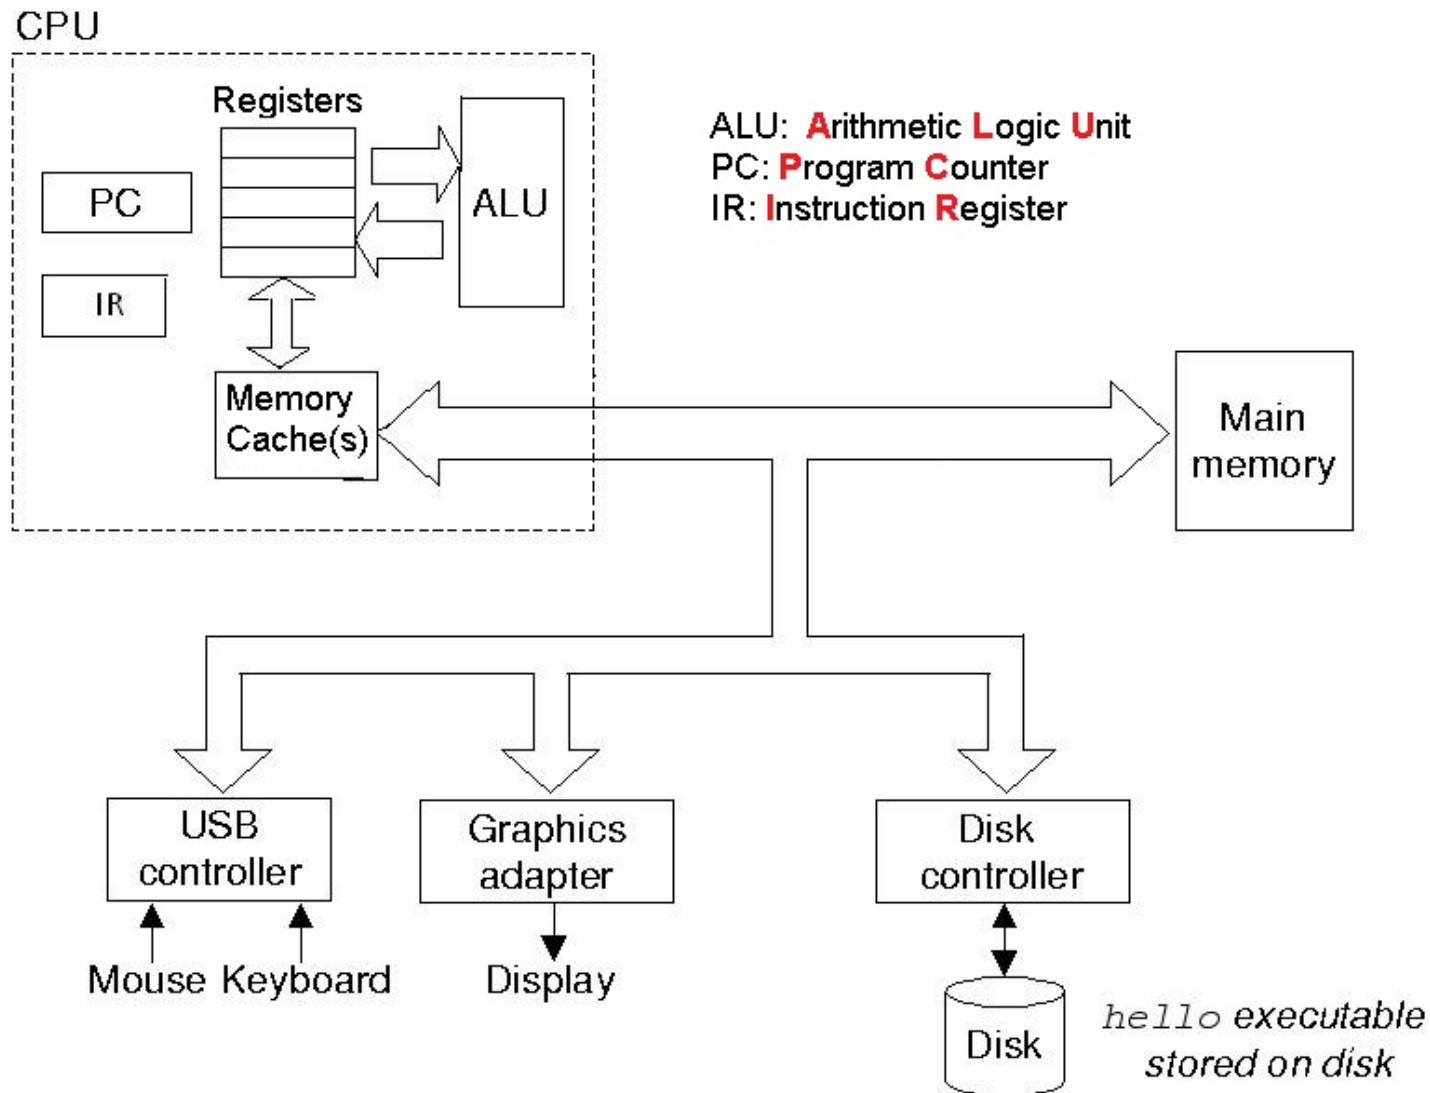 CPU
Registers
PC
IR
ALU
Memory
Cache(s)
ALU: Arithmetic Logic Unit
PC: Program Counter
IR: Instruction Register
Main
memory
USB
controller
Graphics
adapter
Disk
controller
Mouse
Keyboard
Display
Disk
hello executable
stored on disk